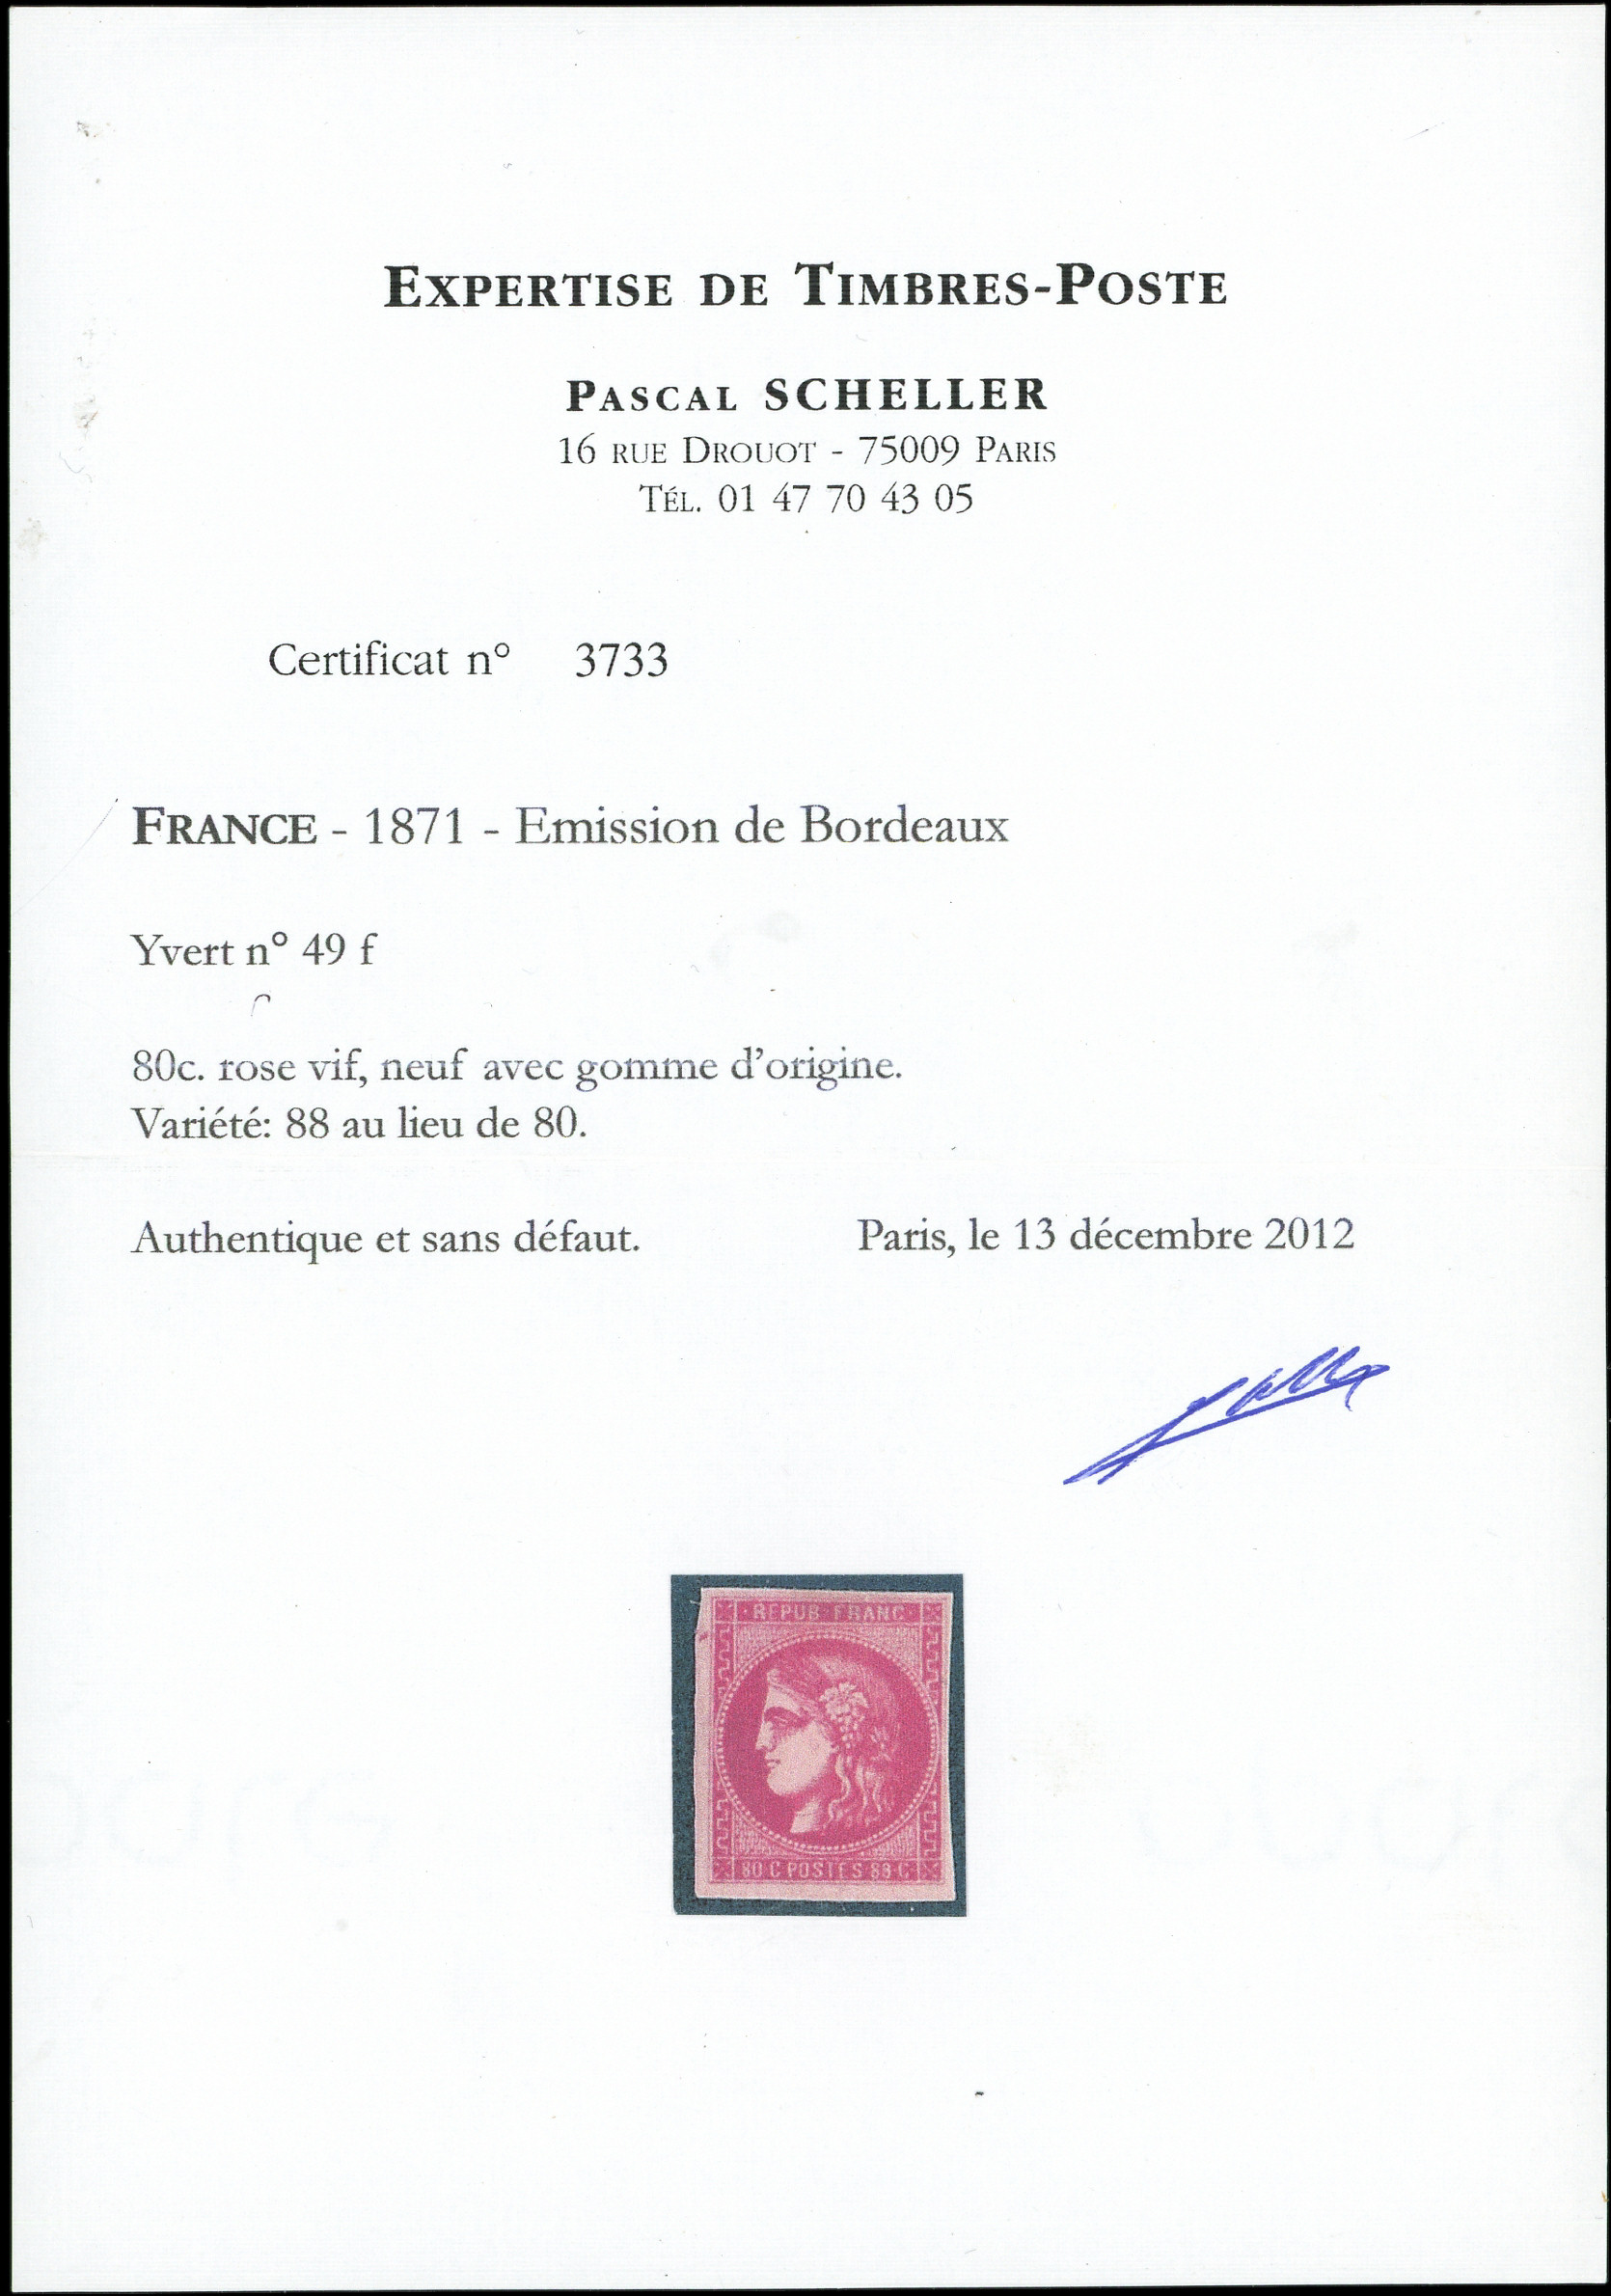 EXPERTISE DE TIMBRES-POSTE
PASCAL SCHELLER
16 RUE DROUOT - 75009 PARIS
TÉL. 01 47 70 43 05
Certificat n° 3733
FRANCE - 1871 - Emission de Bordeaux
Yvert n° 49 f
80c. rose vif, neuf avec gomme d'origine.
Variété: 88 au lieu de 80.
Authentique et sans défaut. Paris, le 13 décembre 2012
REPUB FRANC
80 C POSTES 88 C